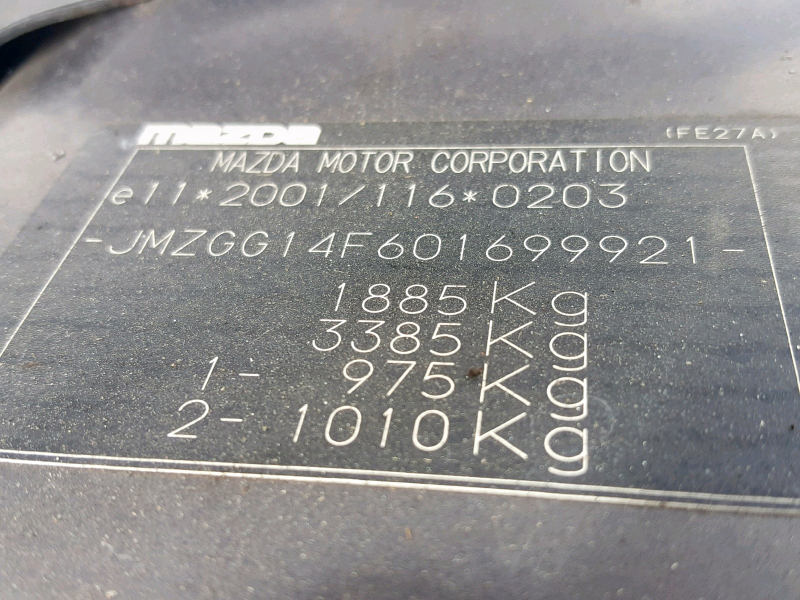 mazda (FE27A)
MAZDA MOTOR CORPORATION
e11*2001/116*0203
-JMZGG14F601699921-
1885Kg
3385Kg
1- 975Kg
2- 1010Kg